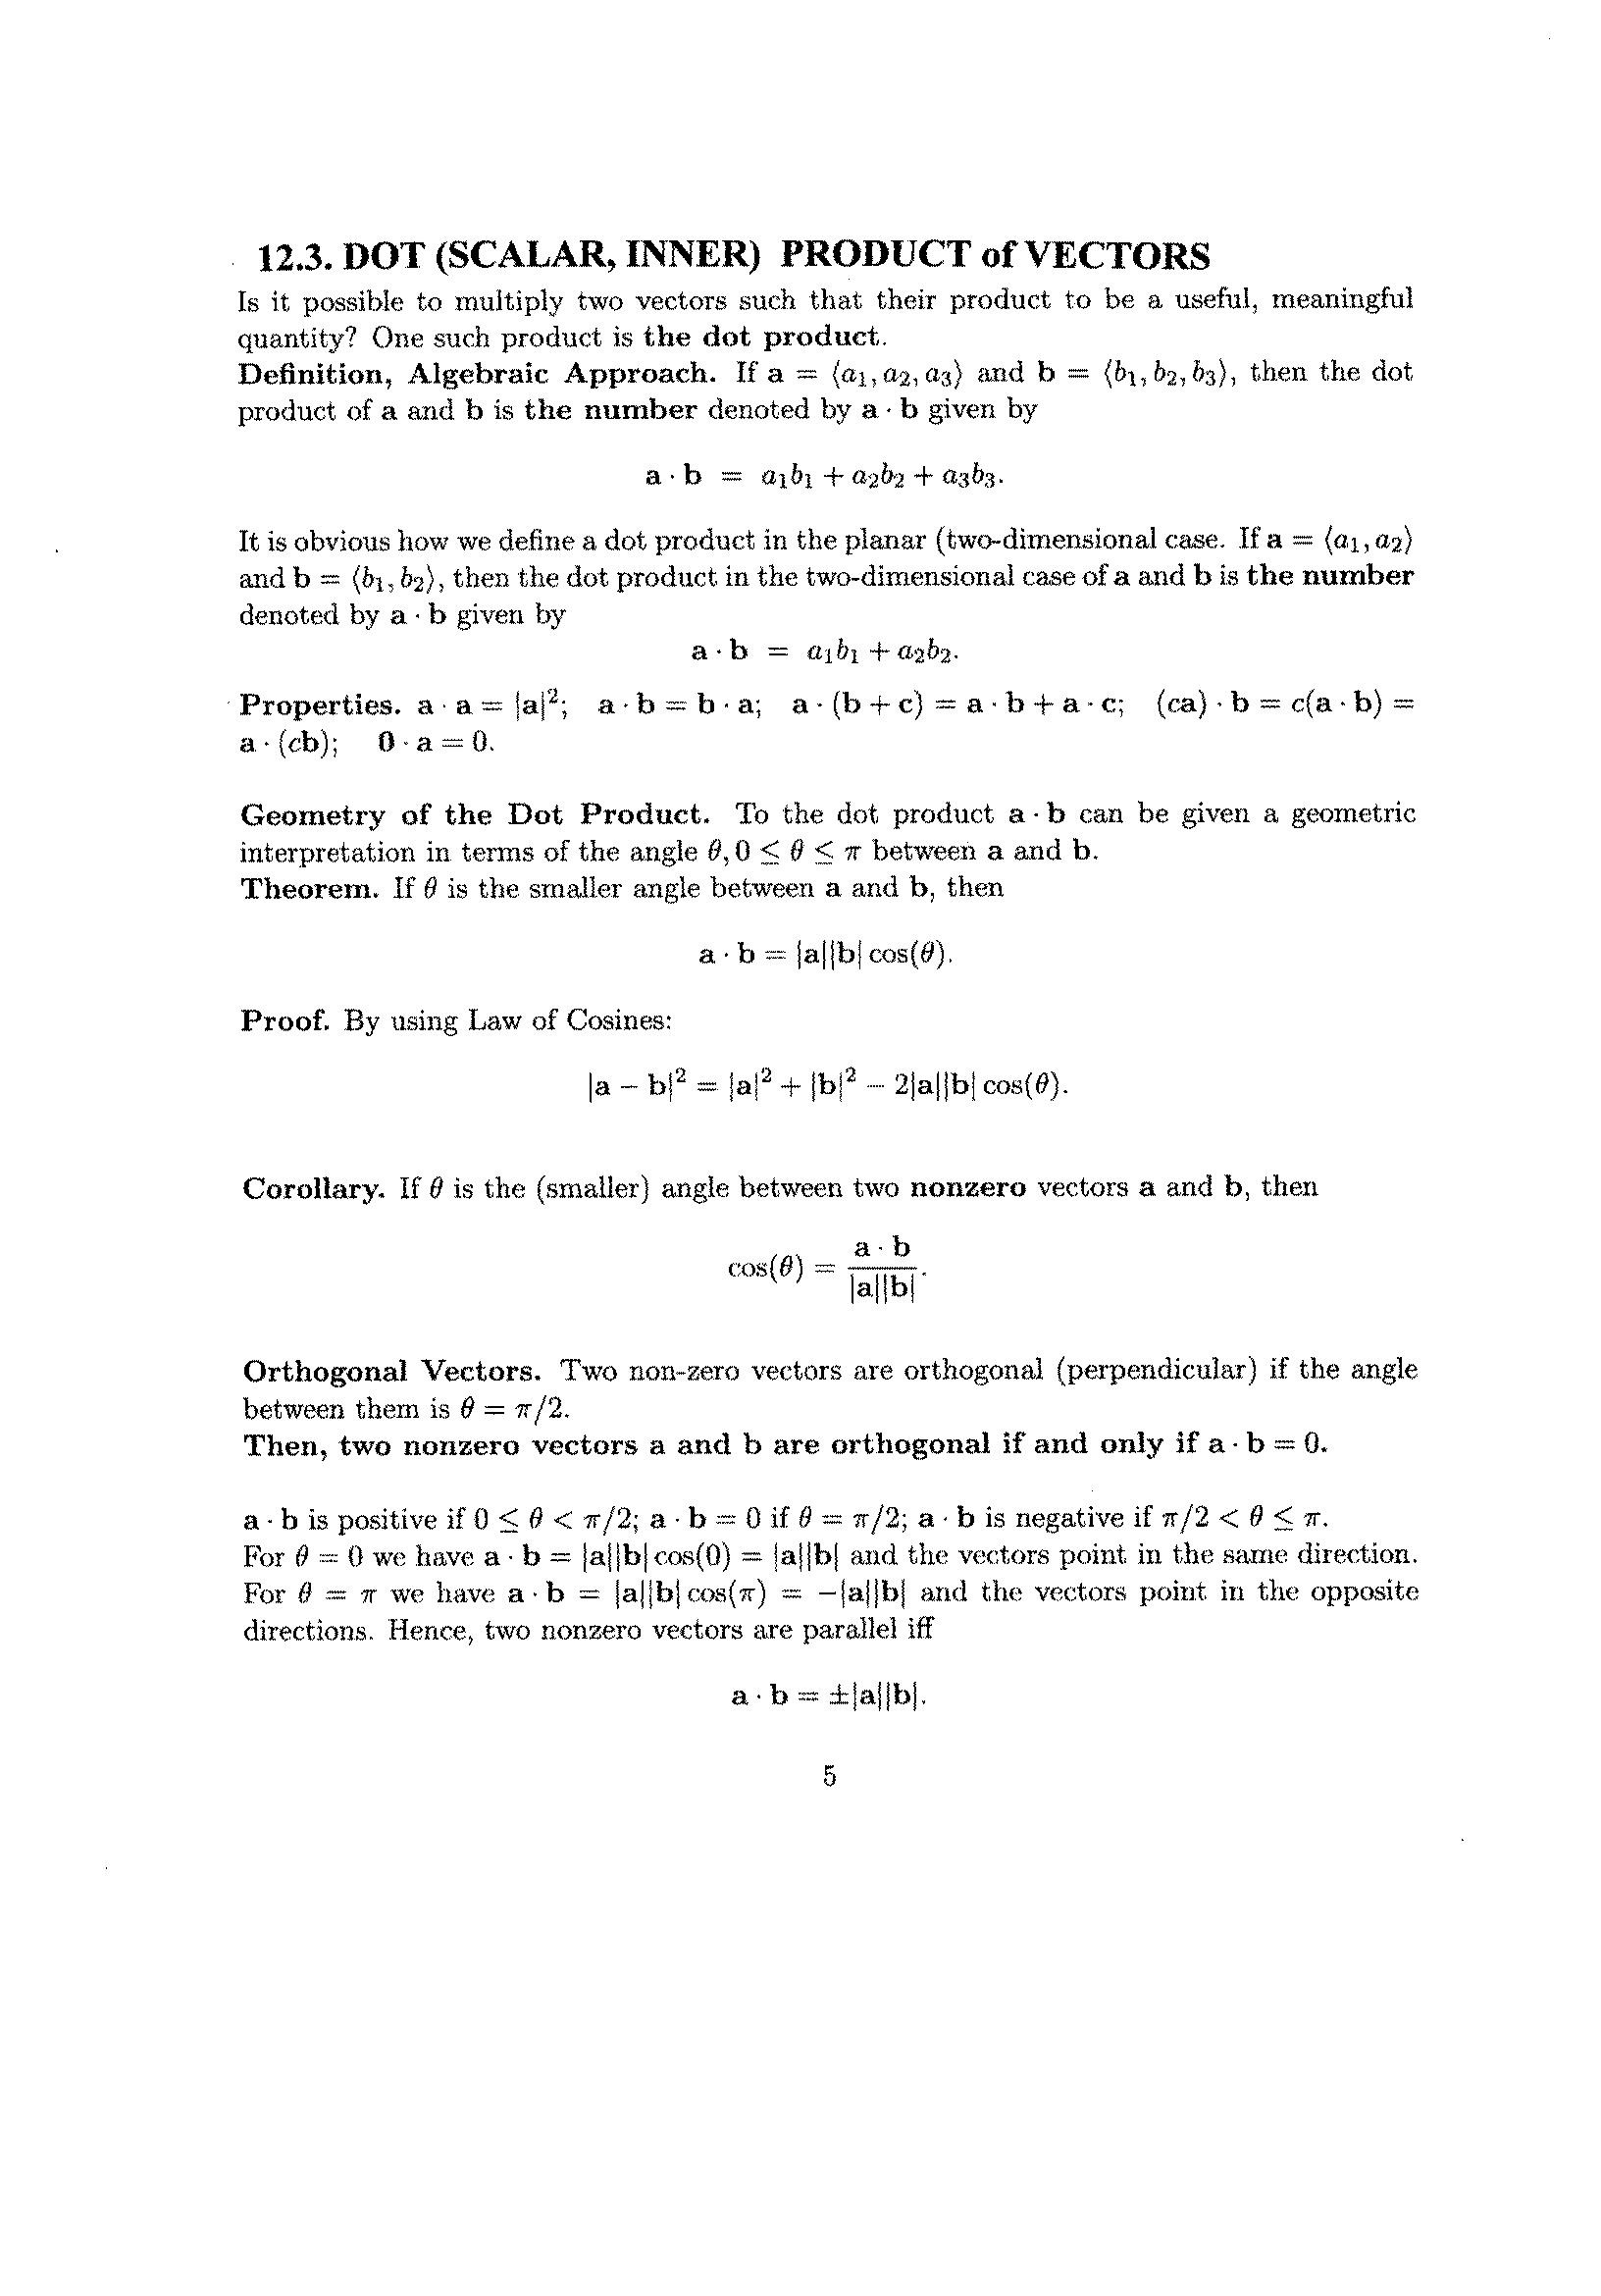 12.3. DOT (SCALAR, INNER) PRODUCT of VECTORS
Is it possible to multiply two vectors such that their product to be a useful, meaningful
quantity? One such product is the dot product.
Definition, Algebraic Approach. If a = ⟨a₁, a₂, a₃⟩ and b = ⟨b₁, b₂, b₃⟩, then the dot
product of a and b is the number denoted by a · b given by
a · b = a₁b₁ + a₂b₂ + a₃b₃.
It is obvious how we define a dot product in the planar (two-dimensional case. If a = ⟨a₁, a₂⟩
and b = ⟨b₁, b₂⟩, then the dot product in the two-dimensional case of a and b is the number
denoted by a · b given by
a · b = a₁b₁ + a₂b₂.
Properties. a · a = |a|²; a · b = b · a; a · (b + c) = a · b + a · c; (ca) · b = c(a · b) =
a · (cb); 0 · a = 0.
Geometry of the Dot Product. To the dot product a · b can be given a geometric
interpretation in terms of the angle θ, 0 ≤ θ ≤ π between a and b.
Theorem. If θ is the smaller angle between a and b, then
a · b = |a||b| cos(θ).
Proof. By using Law of Cosines:
|a − b|² = |a|² + |b|² − 2|a||b| cos(θ).
Corollary. If θ is the (smaller) angle between two nonzero vectors a and b, then
cos(θ) = a · b / |a||b|.
Orthogonal Vectors. Two non-zero vectors are orthogonal (perpendicular) if the angle
between them is θ = π/2.
Then, two nonzero vectors a and b are orthogonal if and only if a · b = 0.
a · b is positive if 0 ≤ θ < π/2; a · b = 0 if θ = π/2; a · b is negative if π/2 < θ ≤ π.
For θ = 0 we have a · b = |a||b| cos(0) = |a||b| and the vectors point in the same direction.
For θ = π we have a · b = |a||b| cos(π) = −|a||b| and the vectors point in the opposite
directions. Hence, two nonzero vectors are parallel iff
a · b = ±|a||b|.
5